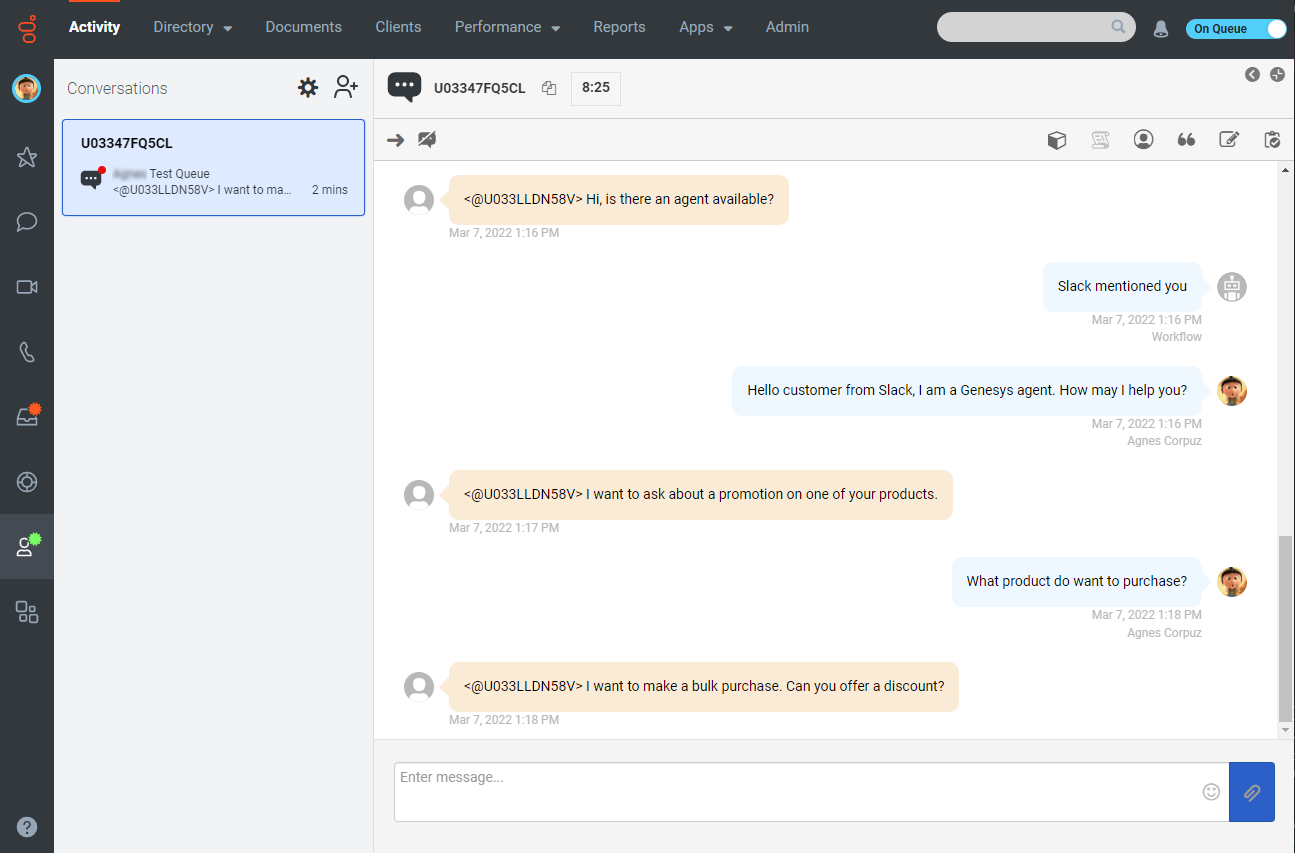 Activity
Directory
Documents
Clients
Performance
Reports
Apps
Admin
On Queue
Conversations
U03347FQ5CL
8:25
U03347FQ5CL
Test Queue
<@U033LLDN58V> I want to ma...
2 mins
<@U033LLDN58V> Hi, is there an agent available?
Mar 7, 2022 1:16 PM
Slack mentioned you
Mar 7, 2022 1:16 PM
Workflow
Hello customer from Slack, I am a Genesys agent. How may I help you?
Mar 7, 2022 1:16 PM
Agnes Corpuz
<@U033LLDN58V> I want to ask about a promotion on one of your products.
Mar 7, 2022 1:17 PM
What product do want to purchase?
Mar 7, 2022 1:18 PM
Agnes Corpuz
<@U033LLDN58V> I want to make a bulk purchase. Can you offer a discount?
Mar 7, 2022 1:18 PM
Enter message...